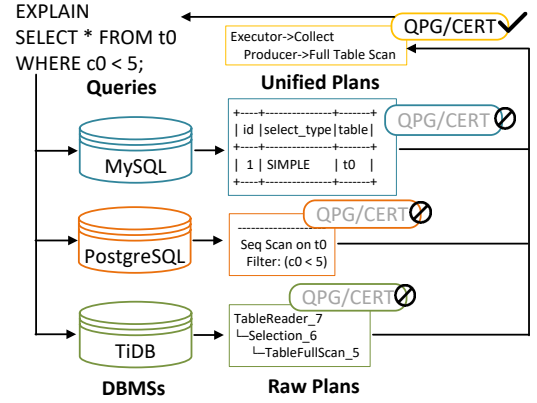 EXPLAIN
SELECT * FROM t0
WHERE c0 < 5;
Queries
QPG/CERT
Executor->Collect
Producer->Full Table Scan
Unified Plans
MySQL
+----+-------------+-------+
| id |select_type|table|
+----+-------------+-------+
| 1 | SIMPLE | t0 |
+----+-------------+-------+
QPG/CERT
PostgreSQL
QPG/CERT
---------------------
Seq Scan on t0
Filter: (c0 < 5)
TiDB
QPG/CERT
TableReader_7
└─Selection_6
└─TableFullScan_5
DBMSs
Raw Plans